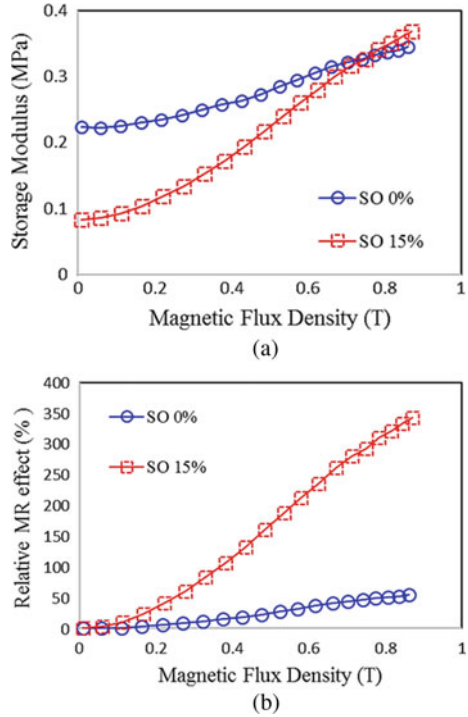 0.4
0.3
0.2
0.1
0
Storage Modulus (MPa)
SO 0%
SO 15%
0 0.2 0.4 0.6 0.8 1
Magnetic Flux Density (T)
(a)
400
350
300
250
200
150
100
50
0
Relative MR effect (% )
SO 0%
SO 15%
0 0.2 0.4 0.6 0.8 1
Magnetic Flux Density (T)
(b)